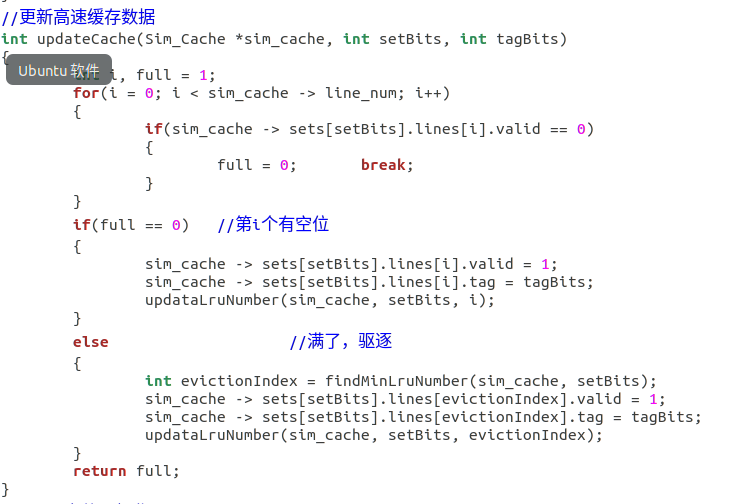 //更新高速缓存数据
int updateCache(Sim_Cache *sim_cache, int setBits, int tagBits)
{
Ubuntu 软件
i, full = 1;
for(i = 0; i < sim_cache -> line_num; i++)
{
if(sim_cache -> sets[setBits].lines[i].valid == 0)
{
full = 0; break;
}
}
if(full == 0) //第i个有空位
{
sim_cache -> sets[setBits].lines[i].valid = 1;
sim_cache -> sets[setBits].lines[i].tag = tagBits;
updataLruNumber(sim_cache, setBits, i);
}
else //满了，驱逐
{
int evictionIndex = findMinLruNumber(sim_cache, setBits);
sim_cache -> sets[setBits].lines[evictionIndex].valid = 1;
sim_cache -> sets[setBits].lines[evictionIndex].tag = tagBits;
updataLruNumber(sim_cache, setBits, evictionIndex);
}
return full;
}